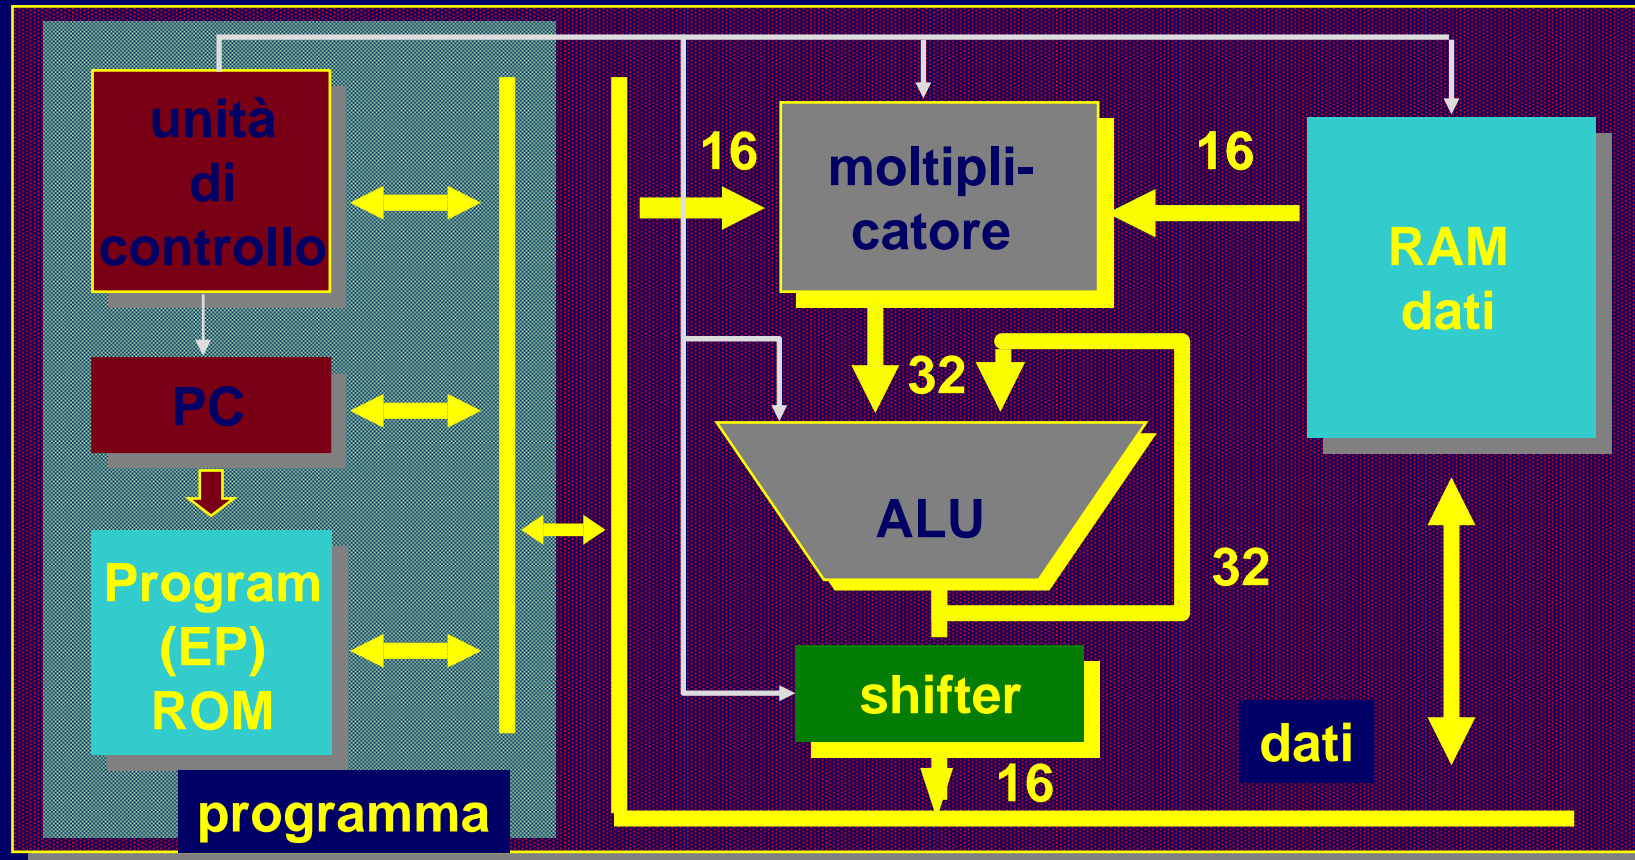 unità
di
controllo
PC
Program
(EP)
ROM
programma
16
moltipli-
catore
16
RAM
dati
32
ALU
32
shifter
16
dati